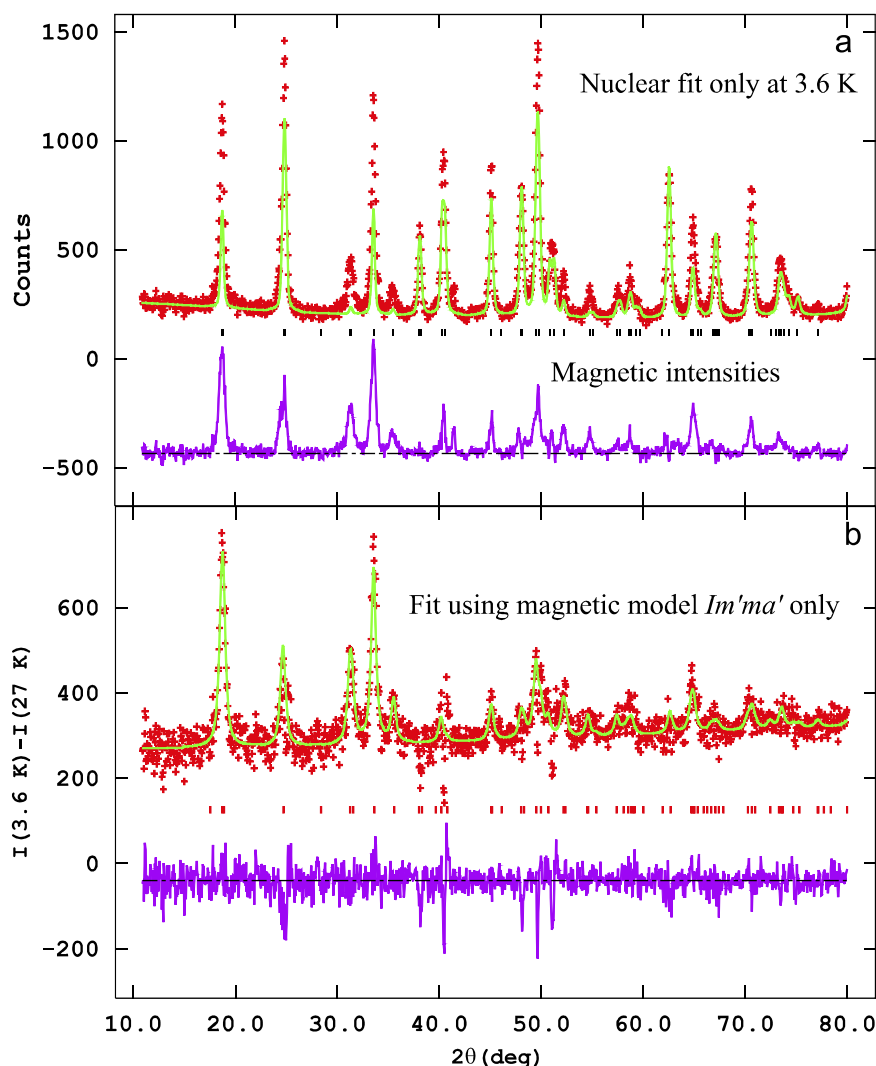 a
Nuclear fit only at 3.6 K
1500
1000
500
0
−500
Counts
Magnetic intensities
b
Fit using magnetic model Im'ma' only
600
400
200
0
−200
I(3.6 K)−I(27 K)
10.0 20.0 30.0 40.0 50.0 60.0 70.0 80.0
2θ(deg)